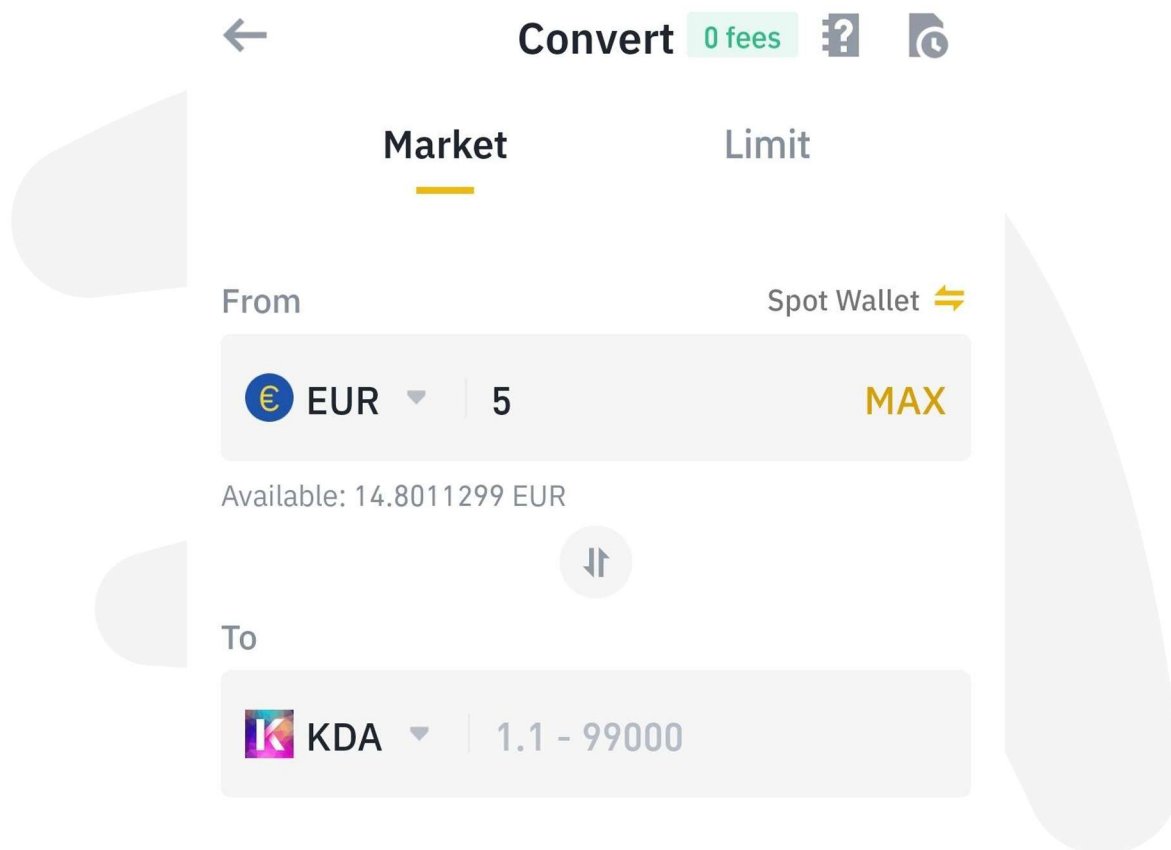 Convert 0 fees
Market Limit
From Spot Wallet
€ EUR 5 MAX
Available: 14.8011299 EUR
To
K KDA 1.1 - 99000